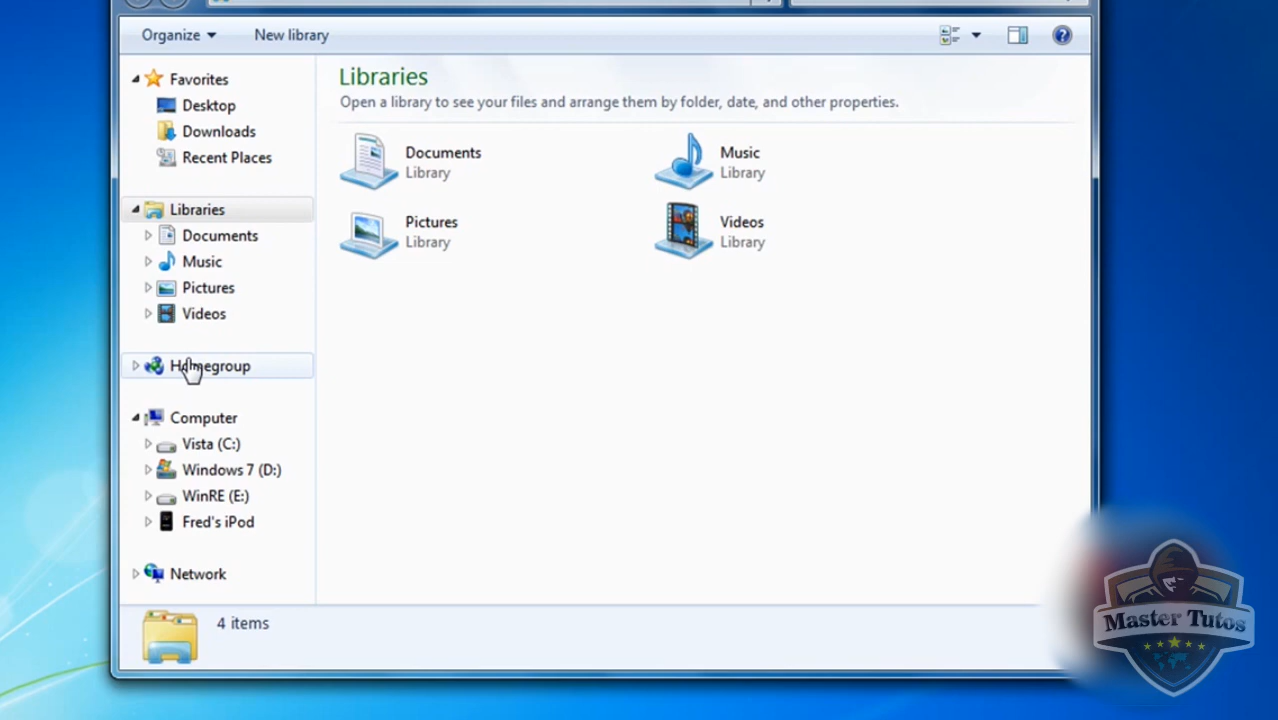 Organize
New library
Favorites
Desktop
Downloads
Recent Places
Libraries
Documents
Music
Pictures
Videos
Homegroup
Computer
Vista (C:)
Windows 7 (D:)
WinRE (E:)
Fred's iPod
Network
Libraries
Open a library to see your files and arrange them by folder, date, and other properties.
Documents
Library
Music
Library
Pictures
Library
Videos
Library
4 items
Master Tutos